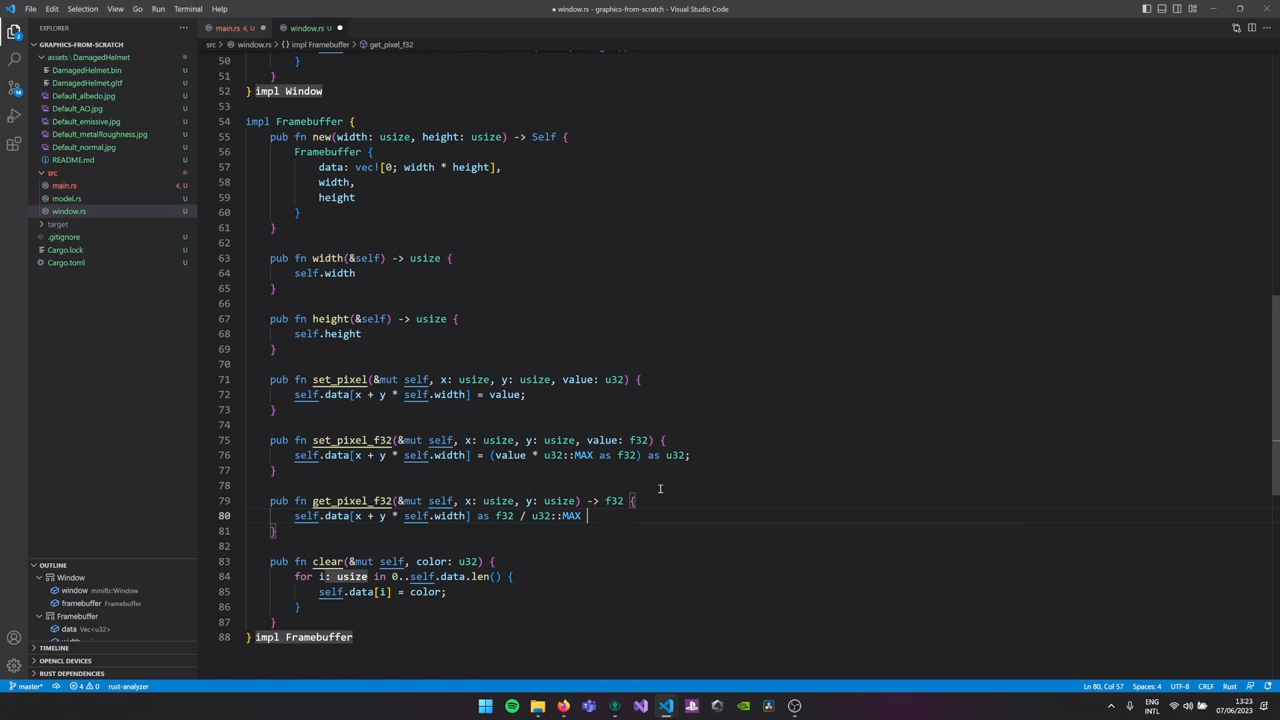 File Edit Selection View Go Run Terminal Help
● window.rs - graphics-from-scratch - Visual Studio Code
EXPLORER
main.rs 4, U ●
window.rs ●
src > window.rs > {} impl Framebuffer > get_pixel_f32
GRAPHICS-FROM-SCRATCH
assets \ DamagedHelmet
DamagedHelmet.bin U
DamagedHelmet.gltf U
Default_albedo.jpg U
Default_AO.jpg U
Default_emissive.jpg U
Default_metalRoughness.jpg U
Default_normal.jpg U
README.md U
src
main.rs 4, U
model.rs U
window.rs U
target
.gitignore U
Cargo.lock U
Cargo.toml U
OUTLINE
Window
window minifb::Window
framebuffer Framebuffer
Framebuffer
data Vec<u32>
TIMELINE
OPENCL DEVICES
RUST DEPENDENCIES
50 }
51 }
52 } impl Window
53
54 impl Framebuffer {
55 pub fn new(width: usize, height: usize) -> Self {
56 Framebuffer {
57 data: vec![0; width * height],
58 width,
59 height
60 }
61 }
62
63 pub fn width(&self) -> usize {
64 self.width
65 }
66
67 pub fn height(&self) -> usize {
68 self.height
69 }
70
71 pub fn set_pixel(&mut self, x: usize, y: usize, value: u32) {
72 self.data[x + y * self.width] = value;
73 }
74
75 pub fn set_pixel_f32(&mut self, x: usize, y: usize, value: f32) {
76 self.data[x + y * self.width] = (value * u32::MAX as f32) as u32;
77 }
78
79 pub fn get_pixel_f32(&mut self, x: usize, y: usize) -> f32 {
80 self.data[x + y * self.width] as f32 / u32::MAX
81 }
82
83 pub fn clear(&mut self, color: u32) {
84 for i: usize in 0..self.data.len() {
85 self.data[i] = color;
86 }
87 }
88 } impl Framebuffer
master* 4 0 rust-analyzer
Ln 80, Col 57 Spaces: 4 UTF-8 CRLF Rust
ENG
INTL
13:23
07/06/2023